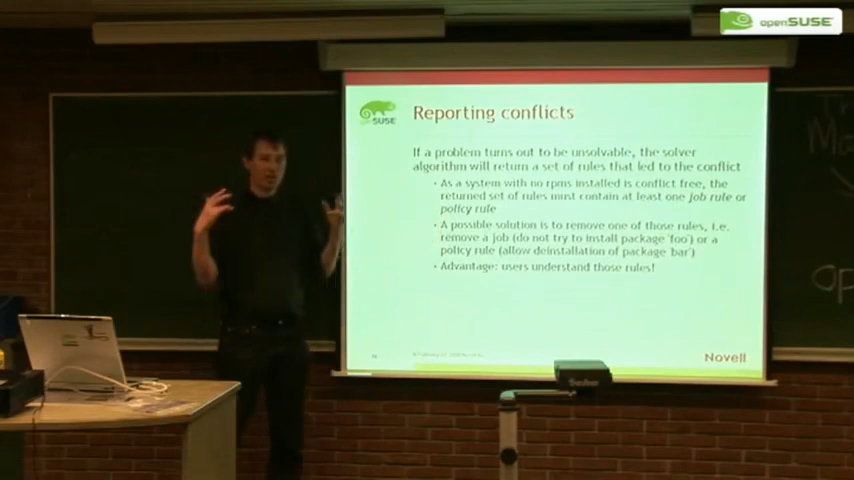 openSUSE
openSUSE
Reporting conflicts
If a problem turns out to be unsolvable, the solver
algorithm will return a set of rules that led to the conflict
• As a system with no rpms installed is conflict free, the
returned set of rules must contain at least one job rule or
policy rule
• A possible solution is to remove one of those rules, i.e.
remove a job (do not try to install package 'foo') or a
policy rule (allow deinstallation of package 'bar')
• Advantage: users understand those rules!
Novell